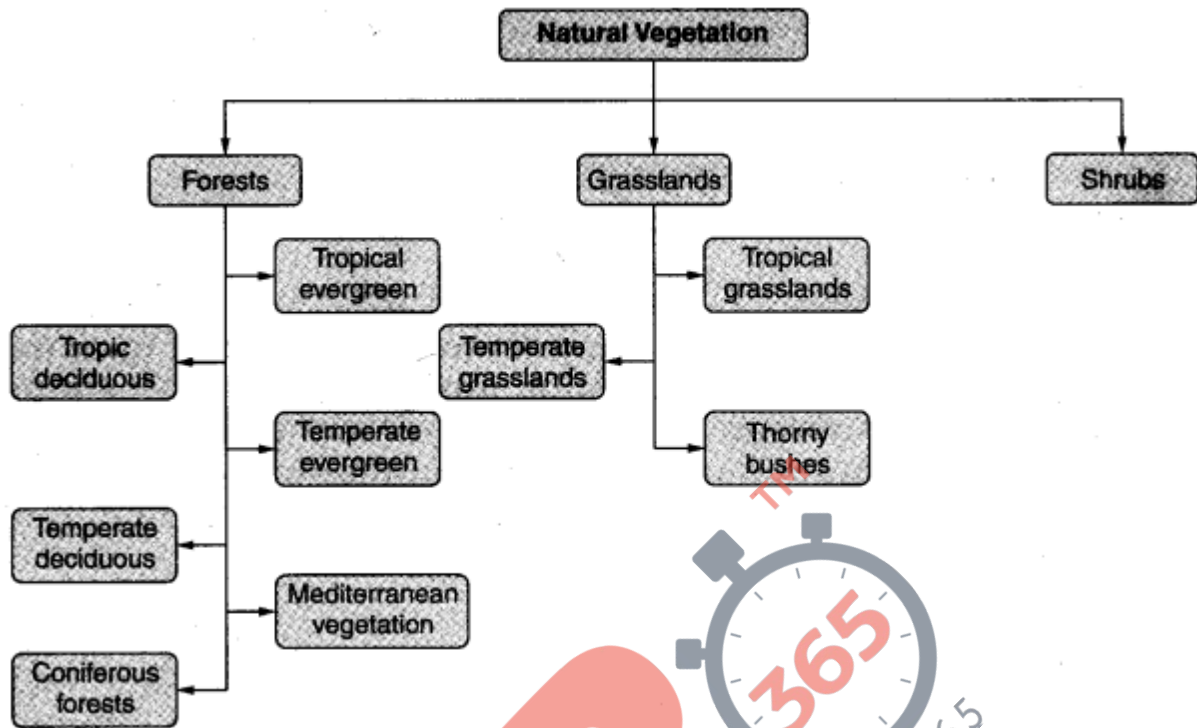 Natural Vegetation
Forests
Grasslands
Shrubs
Tropical
evergreen
Tropical
grasslands
Tropic
deciduous
Temperate
grasslands
Temperate
evergreen
Thorny
bushes
TM
Temperate
deciduous
Mediterranean
vegetation
365
Coniferous
forests